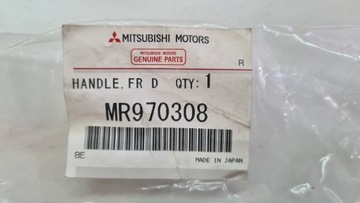 MITSUBISHI MOTORS
MITSUBISHI MOTORS
GENUINE PARTS
R
HANDLE, FR D QTY: 1
MR970308
BE
MADE IN JAPAN